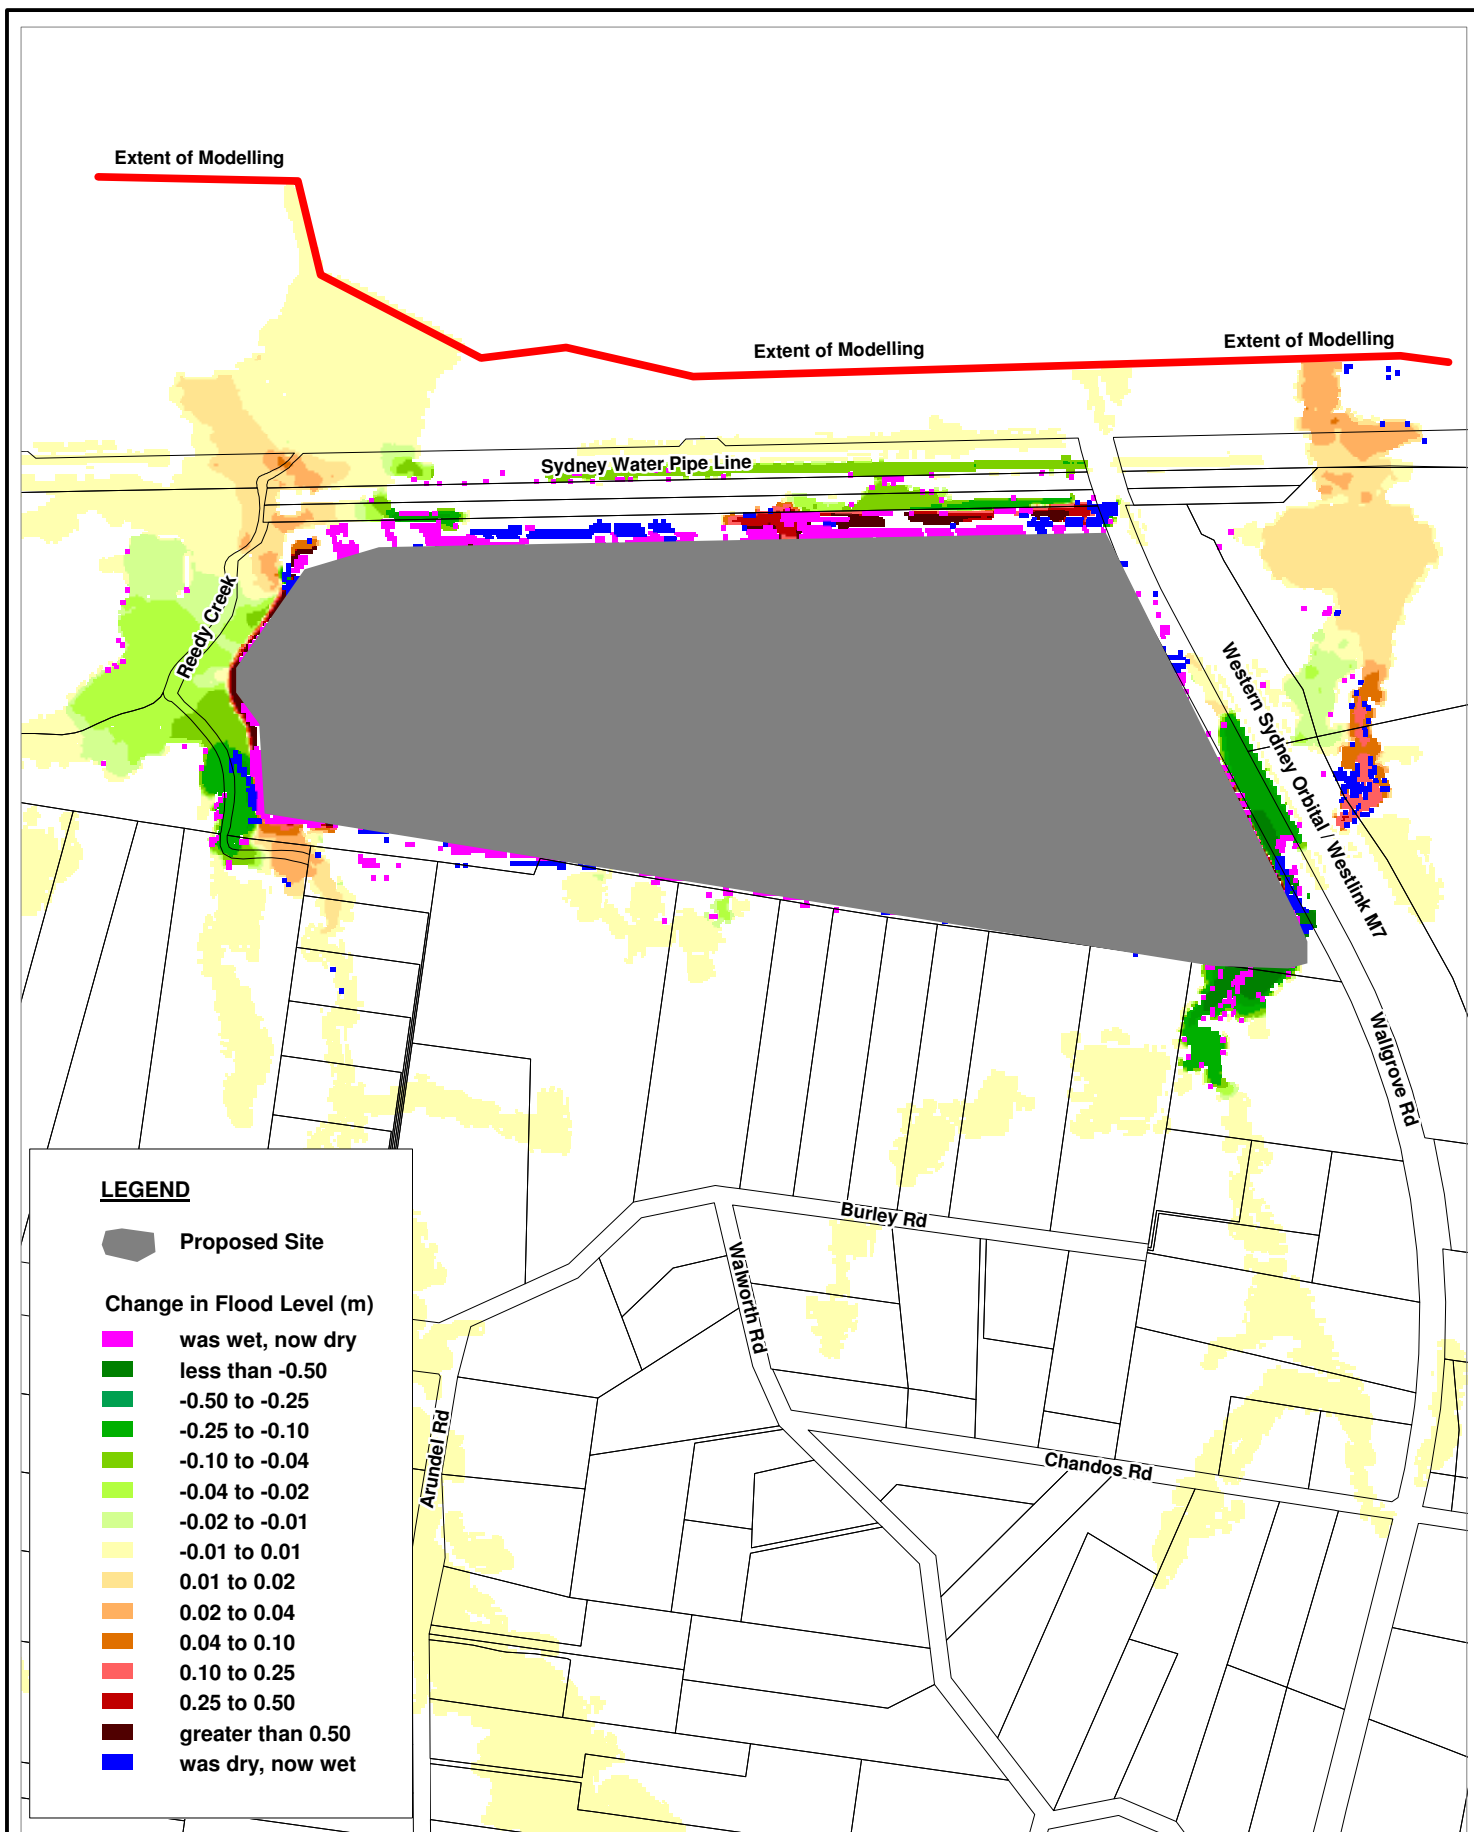 Extent of Modelling
Extent of Modelling
Extent of Modelling
Sydney Water Pipe Line
Reedy Creek
Western Sydney Orbital / Westlink M7
Wallgrove Rd
Burley Rd
Walworth Rd
Arundel Rd
Chandos Rd
LEGEND
Proposed Site
Change in Flood Level (m)
was wet, now dry
less than -0.50
-0.50 to -0.25
-0.25 to -0.10
-0.10 to -0.04
-0.04 to -0.02
-0.02 to -0.01
-0.01 to 0.01
0.01 to 0.02
0.02 to 0.04
0.04 to 0.10
0.10 to 0.25
0.25 to 0.50
greater than 0.50
was dry, now wet